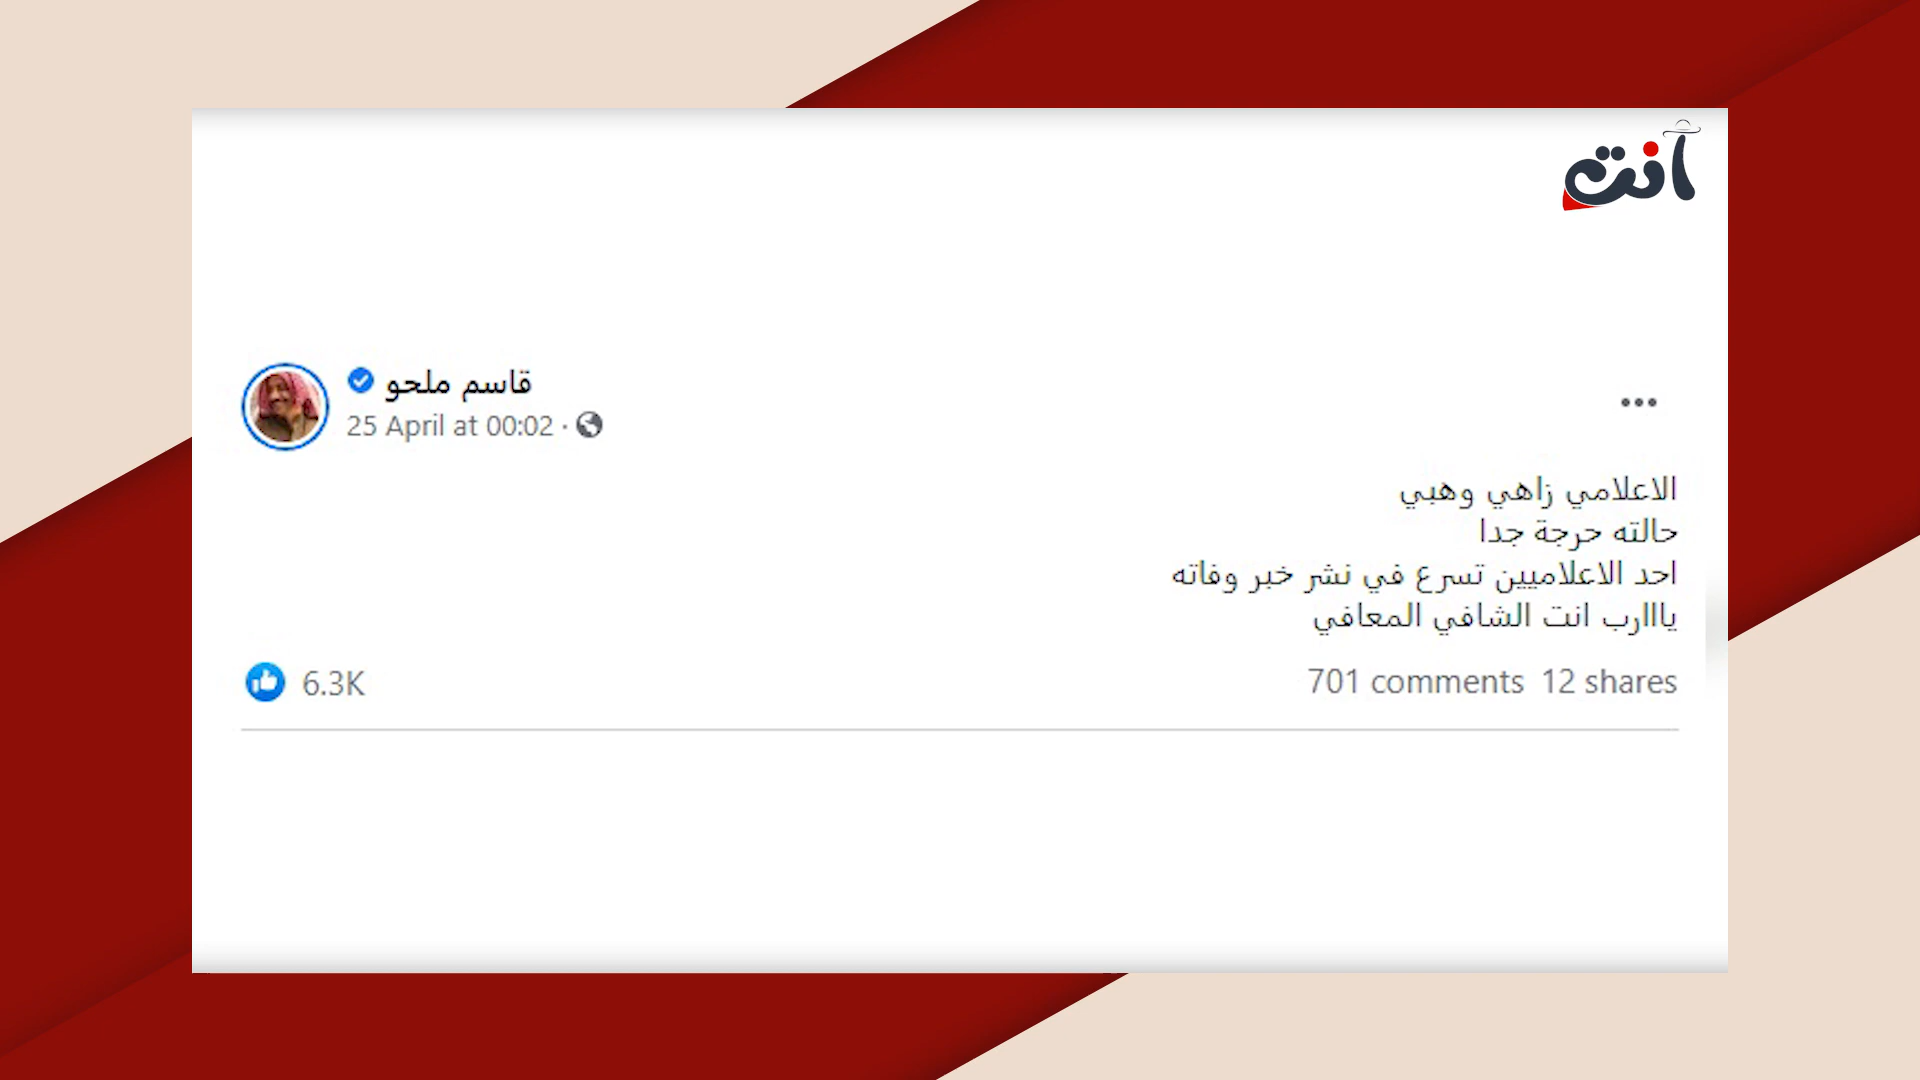 آنت
قاسم ملحو
25 April at 00:02 ·
الاعلامي زاهي وهبي
حالته حرجة جدا
احد الاعلاميين تسرع في نشر خبر وفاته
يااارب انت الشافي المعافي
6.3K
701 comments 12 shares